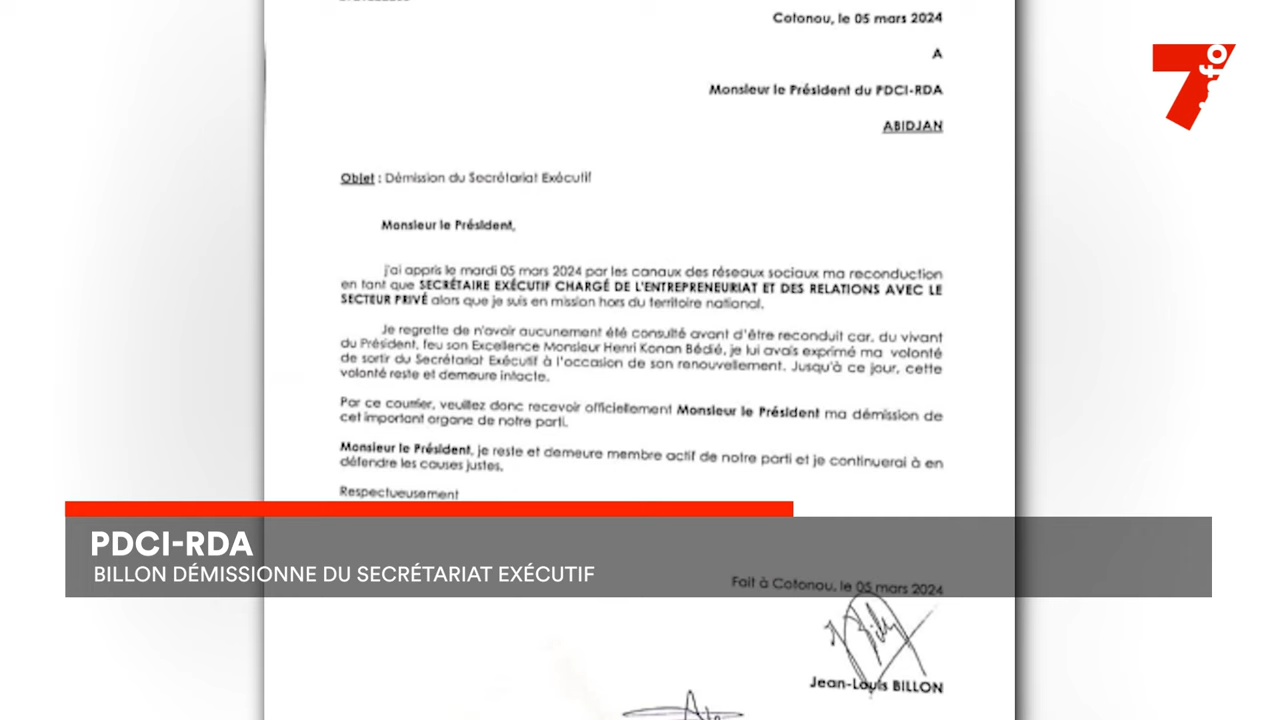 Cotonou, le 05 mars 2024
A
Monsieur le Président du PDCI-RDA
ABIDJAN
7info
Objet : Démission du Secrétariat Exécutif
Monsieur le Président,
j'ai appris le mardi 05 mars 2024 par les canaux des réseaux sociaux ma reconduction
en tant que SECRÉTAIRE EXÉCUTIF CHARGÉ DE L'ENTREPRENEURIAT ET DES RELATIONS AVEC LE
SECTEUR PRIVÉ alors que je suis en mission hors du territoire national.
Je regrette de n'avoir aucunement été consulté avant d'être reconduit car, du vivant
du Président, feu son Excellence Monsieur Henri Konan Bédié, je lui avais exprimé ma volonté
de sortir du Secrétariat Exécutif à l'occasion de son renouvellement. Jusqu'à ce jour, cette
volonté reste et demeure intacte.
Par ce courrier, veuillez donc recevoir officiellement Monsieur le Président ma démission de
cet important organe de notre parti.
Monsieur le Président, je reste et demeure membre actif de notre parti et je continuerai à en
défendre les causes justes.
Respectueusement
PDCI-RDA
BILLON DÉMISSIONNE DU SECRÉTARIAT EXÉCUTIF
Fait à Cotonou, le 05 mars 2024
Jean-Louis BILLON